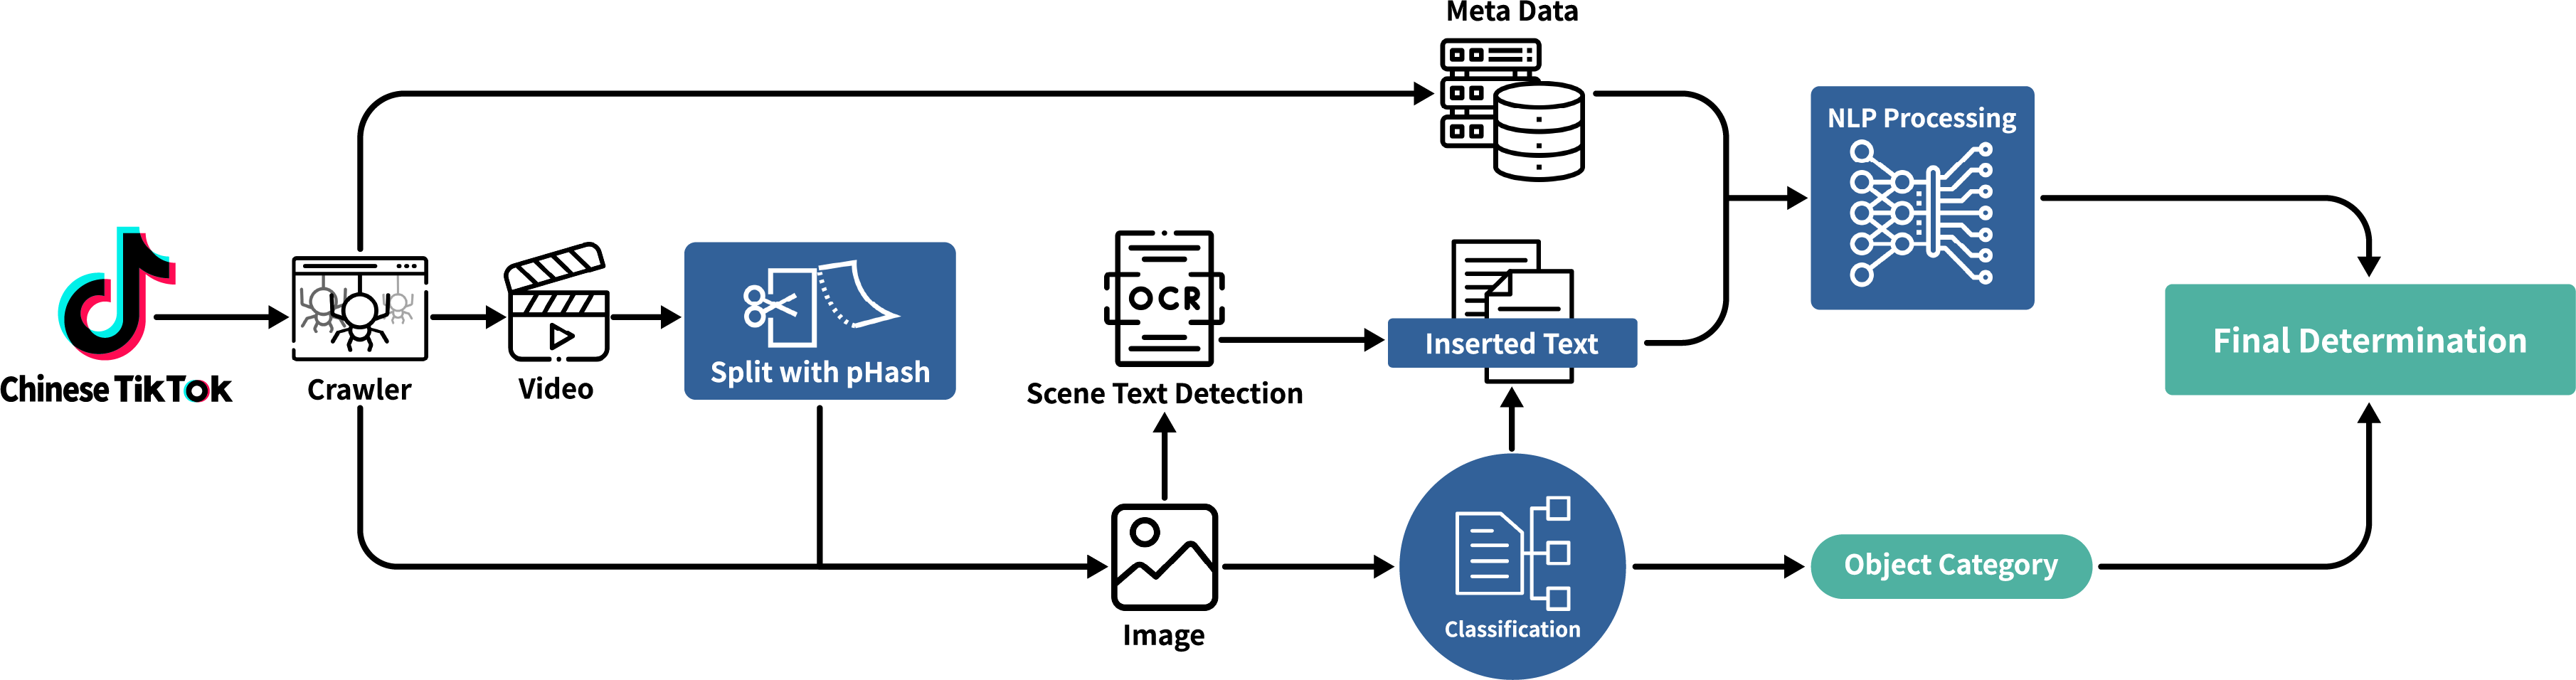 Meta Data
NLP Processing
Chinese TikTok
Crawler
Video
Split with pHash
OCR
Scene Text Detection
Inserted Text
Final Determination
Image
Classification
Object Category